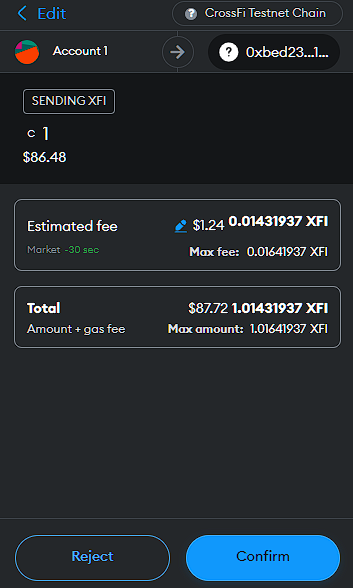 Edit
CrossFi Testnet Chain
Account 1
0xbed23...1...
SENDING XFI
C 1
$86.48
Estimated fee
$1.24 0.01431937 XFI
Market ~30 sec
Max fee: 0.01641937 XFI
Total
$87.72 1.01431937 XFI
Amount + gas fee
Max amount: 1.01641937 XFI
Reject
Confirm